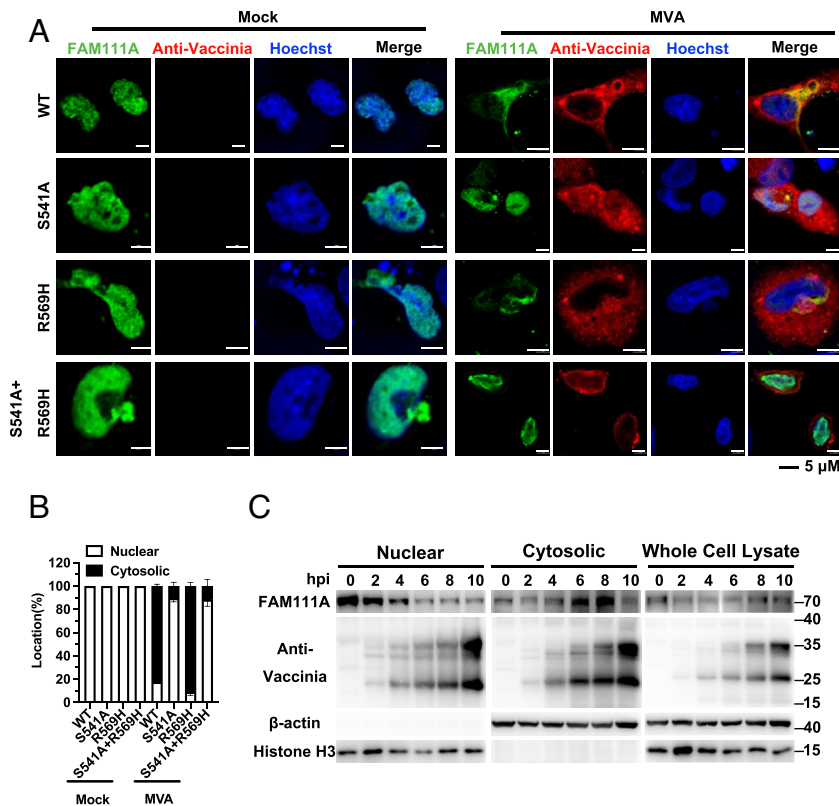 A
Mock
MVA
FAM111A Anti-Vaccinia Hoechst Merge FAM111A Anti-Vaccinia Hoechst Merge
WT
S541A
R569H
S541A+
R569H
5 µM
B
Nuclear
Cytosolic
Location(%)
120
100
80
60
40
20
0
WT
S541A
R569H
S541A+R569H
WT
S541A
R569H
S541A+R569H
Mock
MVA
C
Nuclear Cytosolic Whole Cell Lysate
hpi 0 2 4 6 8 10 0 2 4 6 8 10 0 2 4 6 8 10
FAM111A
–70
–40
Anti-
Vaccinia
–35
–25
–15
β-actin
–40
Histone H3
–15